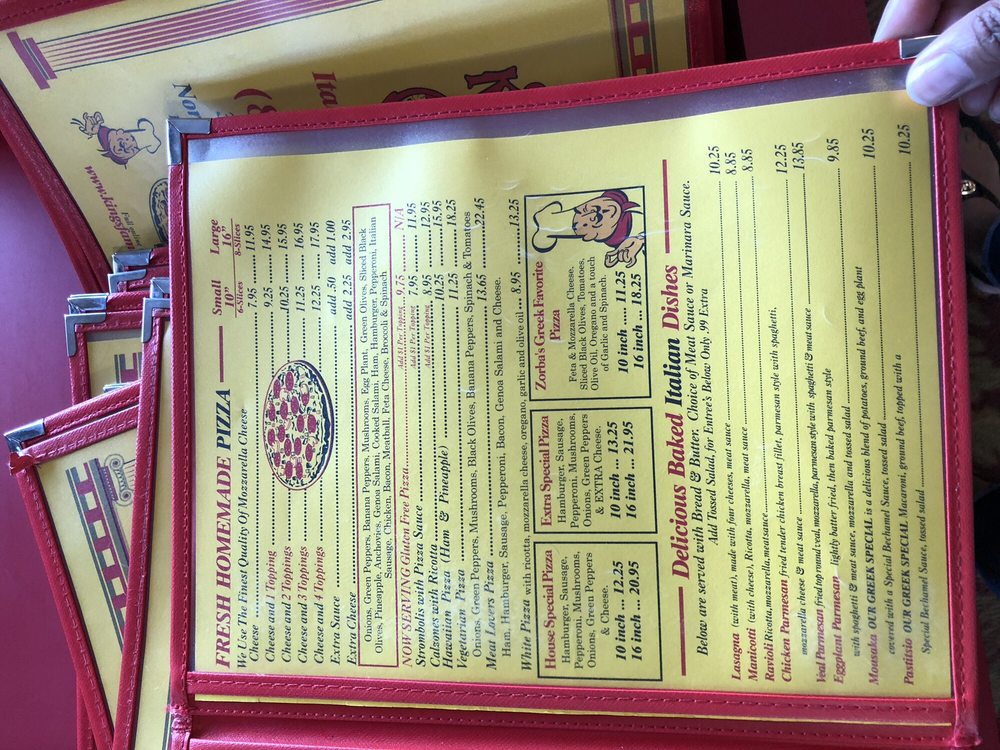 FRESH HOMEMADE PIZZA
Small Large
10" 16"
6-Slices 8-Slices
We Use The Finest Quality Of Mozzarella Cheese
Cheese 7.95 11.95
Cheese and 1 Topping 9.25 14.95
Cheese and 2 Toppings 10.25 15.95
Cheese and 3 Toppings 11.25 16.95
Cheese and 4 Toppings 12.25 17.95
Extra Sauce add .50 add 1.00
Extra Cheese add 2.25 add 2.95
Onions, Green Peppers, Banana Peppers, Mushrooms, Egg Plant, Green Olives, Sliced Black
Olives, Pineapple, Anchovies, Genoa Salami, Cooked Salami, Ham, Hamburger, Pepperoni, Italian
Sausage, Chicken, Bacon, Meatball, Feta Cheese, Broccoli & Spinach
NOW SERVING Gluten Free Pizza 9.75 N/A
Add $1 Per Topping
Strombolis with Pizza Sauce 7.95 11.95
Add $1 Per Topping
Calzones with Ricotta 8.95 12.95
Add $1 Per Topping
Hawaiian Pizza (Ham & Pineapple) 10.25 15.95
Vegetarian Pizza 11.25 18.25
Onions, Green Peppers, Mushrooms, Black Olives, Banana Peppers, Spinach & Tomatoes
Meat Lovers Pizza 13.65 22.45
Ham, Hamburger, Sausage, Pepperoni, Bacon, Genoa Salami and Cheese.
White Pizza with ricotta, mozzarella cheese, oregano, garlic and olive oil 8.95 13.25
House Special Pizza
Hamburger, Sausage,
Pepperoni, Mushrooms,
Onions, Green Peppers
& Cheese.
10 inch ... 12.25
16 inch ... 20.95
Extra Special Pizza
Hamburger, Sausage,
Pepperoni, Mushrooms,
Onions, Green Peppers
& EXTRA Cheese.
10 inch ... 13.25
16 inch ... 21.95
Zorba's Greek Favorite
Pizza
Feta & Mozzarella Cheese,
Sliced Black Olives, Tomatoes,
Olive Oil, Oregano and a touch
of Garlic and Spinach.
10 inch ... 11.25
16 inch ... 18.25
Delicious Baked Italian Dishes
Below are served with Bread & Butter. Choice of Meat Sauce or Marinara Sauce.
Add Tossed Salad, for Entree's Below Only .99 Extra
Lasagna (with meat), made with four cheeses, meat sauce 10.25
Manicotti (with cheese), Ricotta, mozzarella, meat sauce 8.85
Ravioli Ricotta, mozzarella, meat sauce 8.85
Chicken Parmesan fried tender chicken breast fillet, parmesan style with spaghetti,
mozzarella cheese & meat sauce 12.25
Veal Parmesan fried top round veal, mozzarella, parmesan style with spaghetti & meat sauce 13.85
Eggplant Parmesan lightly batter fried, then baked parmesan style
with spaghetti & meat sauce, mozzarella and tossed salad 9.85
Mousaka OUR GREEK SPECIAL is a delicious blend of potatoes, ground beef, and egg plant
covered with a Special Bechamel Sauce, tossed salad 10.25
Pastitsio OUR GREEK SPECIAL Macaroni, ground beef, topped with a
Special Bechamel Sauce, tossed salad 10.25